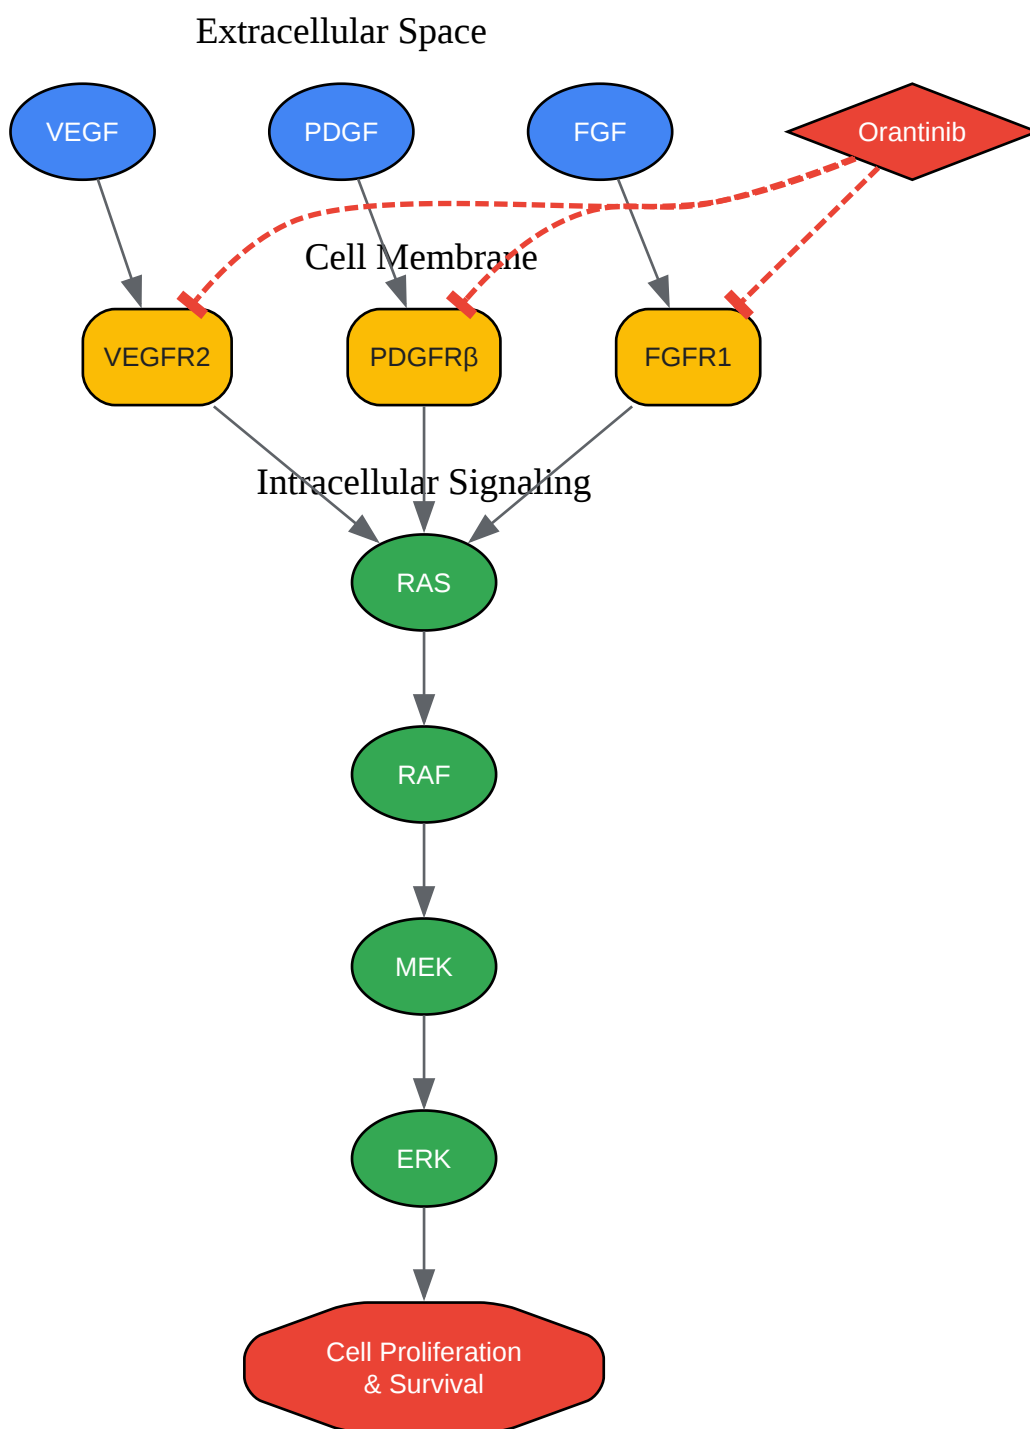 Extracellular Space
VEGF
PDGF
FGF
Orantinib
Cell Membrane
VEGFR2
PDGFRβ
FGFR1
Intracellular Signaling
RAS
RAF
MEK
ERK
Cell Proliferation
& Survival